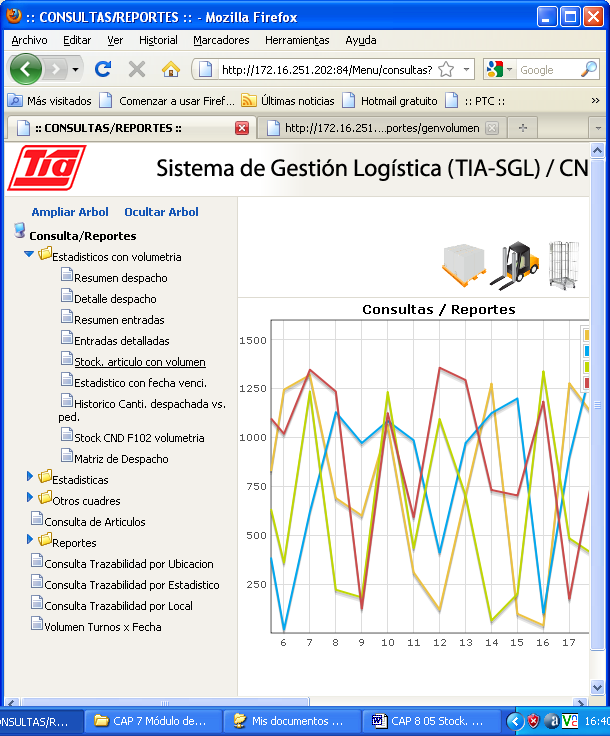 :: CONSULTAS/REPORTES :: - Mozilla Firefox
Archivo Editar Ver Historial Marcadores Herramientas Ayuda
http://172.16.251.202:84/Menu/consultas? Google
Más visitados Comenzar a usar Firef... Últimas noticias Hotmail gratuito :: PTC :: »
:: CONSULTAS/REPORTES :: http://172.16.251....portes/genvolumen
Tia Sistema de Gestión Logística (TIA-SGL) / CN
Ampliar Arbol Ocultar Arbol
Consulta/Reportes
Estadisticos con volumetria
Resumen despacho
Detalle despacho
Resumen entradas
Entradas detalladas
Stock. articulo con volumen
Estadistico con fecha venci.
Historico Canti. despachada vs.
ped.
Stock CND F102 volumetria
Matriz de Despacho
Estadisticas
Otros cuadres
Consulta de Articulos
Reportes
Consulta Trazabilidad por Ubicacion
Consulta Trazabilidad por Estadistico
Consulta Trazabilidad por Local
Volumen Turnos x Fecha
Consultas / Reportes
1500
1250
1000
750
500
250
6 7 8 9 10 11 12 13 14 15 16 17
ONSULTAS/R... CAP 7 Módulo de... Mis documentos CAP 8 05 Stock. ... 16:40